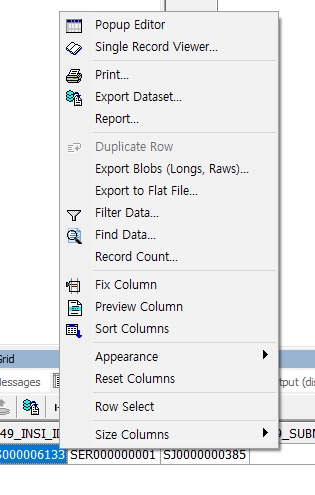 Popup Editor
Single Record Viewer...
Print...
Export Dataset...
Report...
Duplicate Row
Export Blobs (Longs, Raws)...
Export to Flat File...
Filter Data...
Find Data...
Record Count...
Fix Column
Preview Column
Sort Columns
Appearance
Reset Columns
Row Select
Size Columns
Grid
Messages
tput (dis
49_INSI_I
D_SUBN
S000006133 SER000000001 SJ0000000385